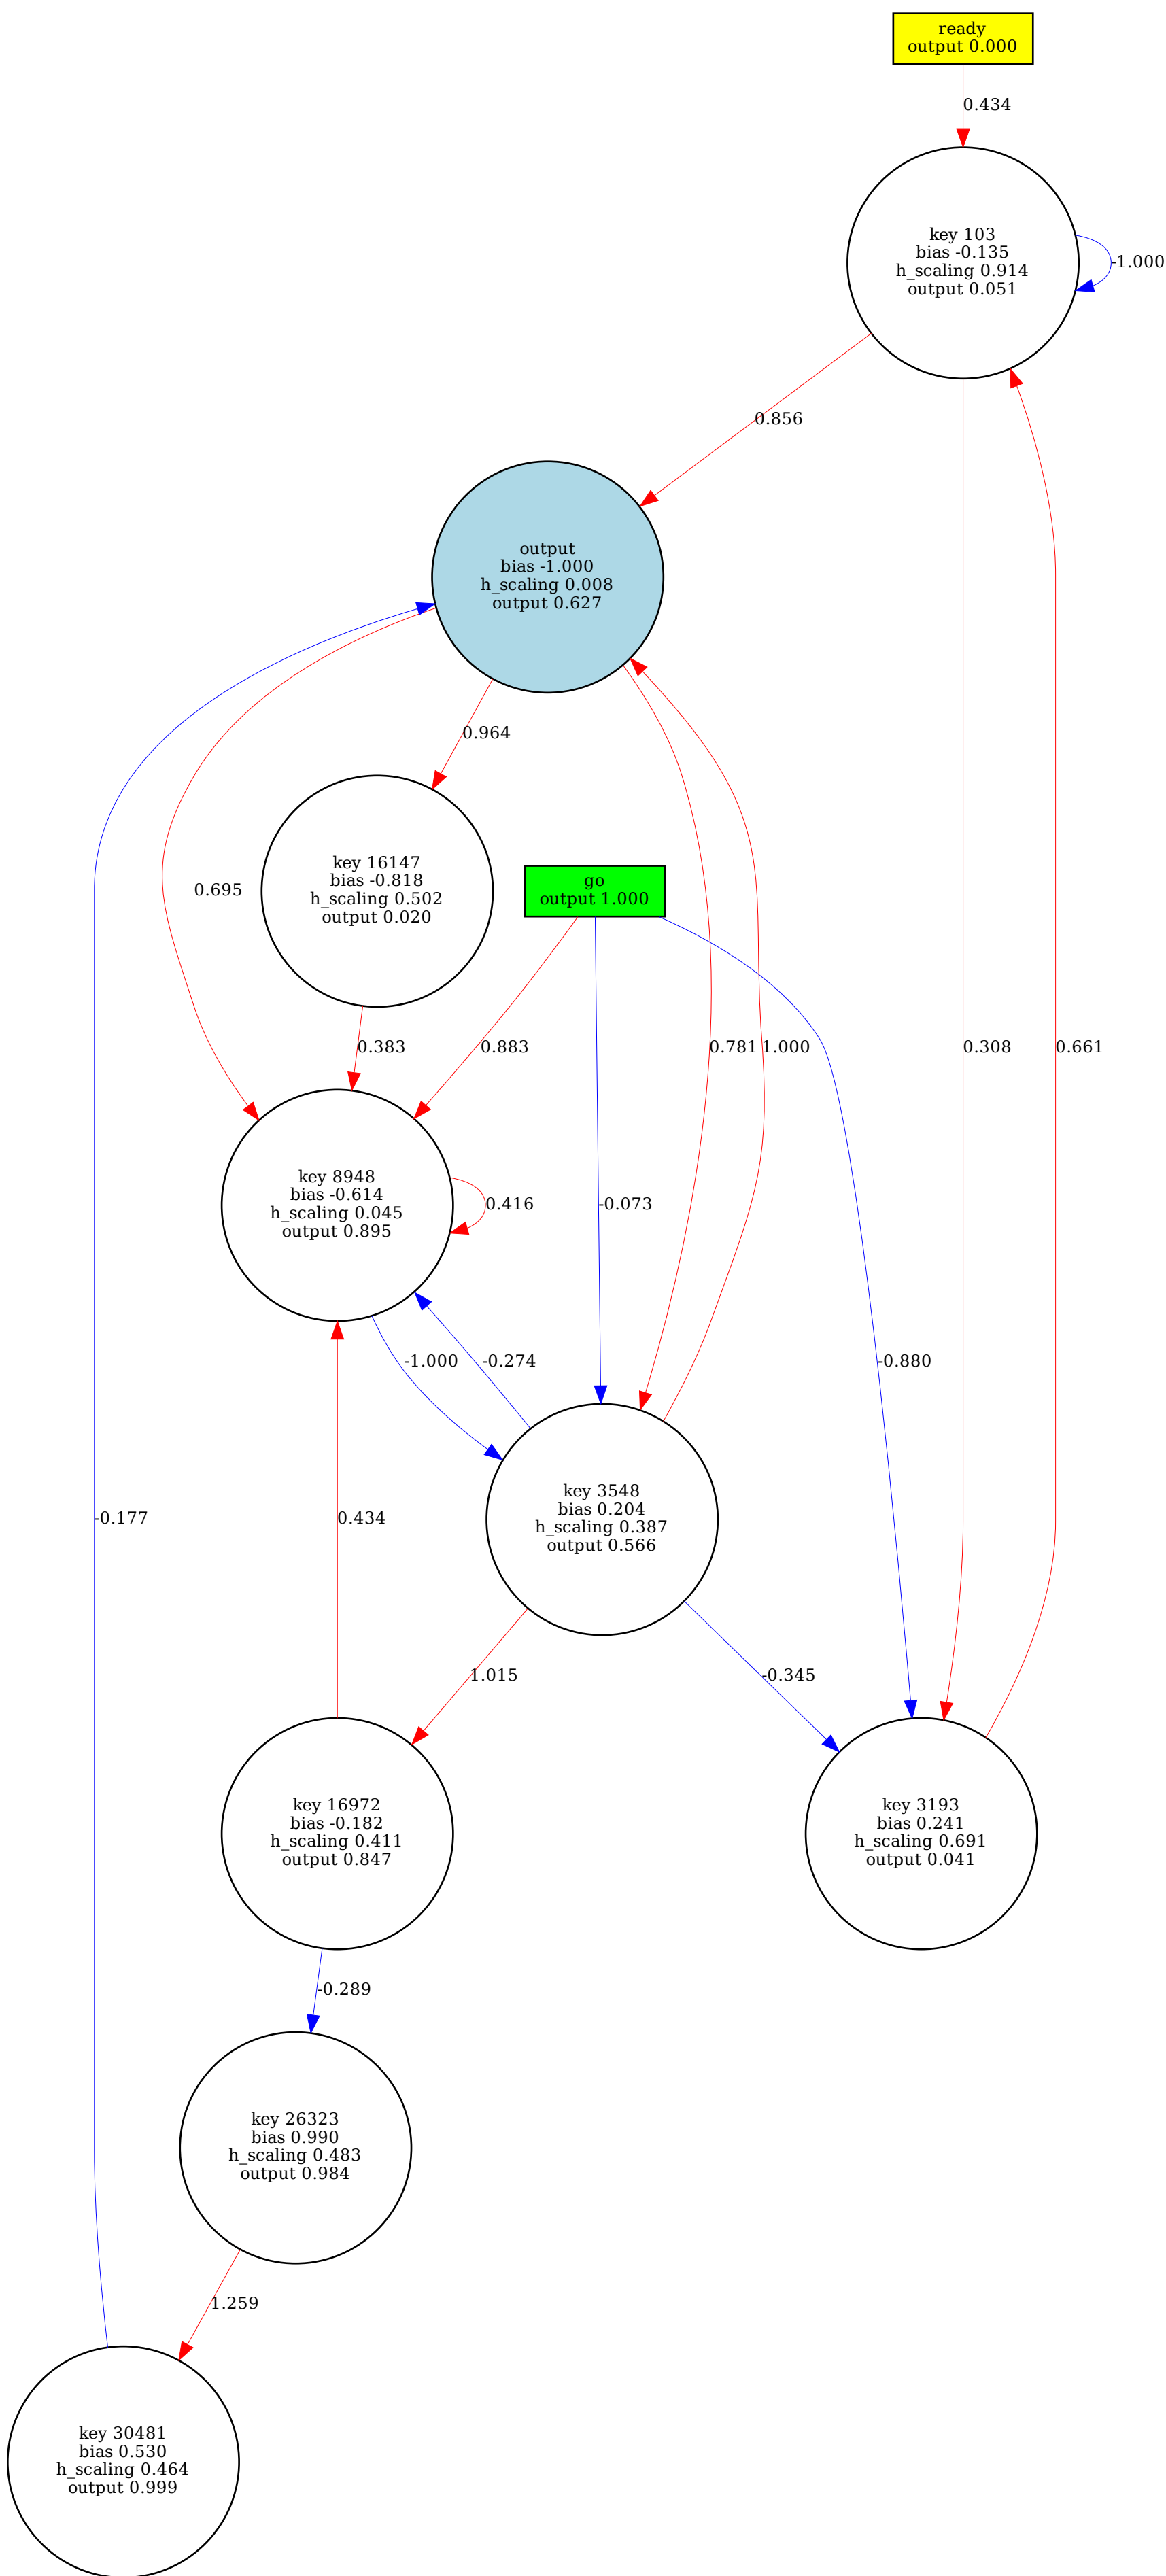 ready
output 0.000
0.434
key 103
bias -0.135
h_scaling 0.914
output 0.051
-1.000
0.856
output
bias -1.000
h_scaling 0.008
output 0.627
0.964
key 16147
bias -0.818
h_scaling 0.502
output 0.020
go
output 1.000
0.695
0.383
0.883
0.781
1.000
0.308
0.661
key 8948
bias -0.614
h_scaling 0.045
output 0.895
0.416
-0.073
-1.000
-0.274
-0.880
key 3548
bias 0.204
h_scaling 0.387
output 0.566
-0.177
0.434
1.015
-0.345
key 16972
bias -0.182
h_scaling 0.411
output 0.847
key 3193
bias 0.241
h_scaling 0.691
output 0.041
-0.289
key 26323
bias 0.990
h_scaling 0.483
output 0.984
1.259
key 30481
bias 0.530
h_scaling 0.464
output 0.999